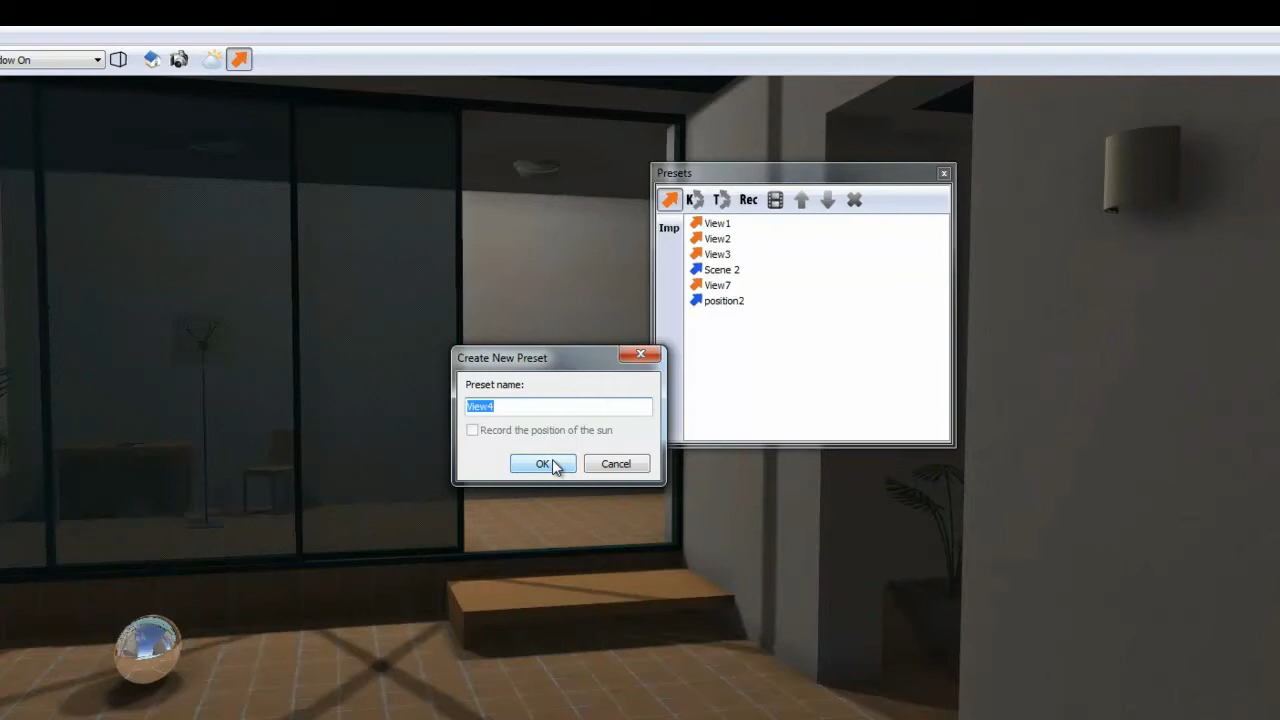 dow On
Presets
K
T
Rec
Imp
View1
View2
View3
Scene 2
View7
position2
Create New Preset
Preset name:
View4
Record the position of the sun
OK
Cancel